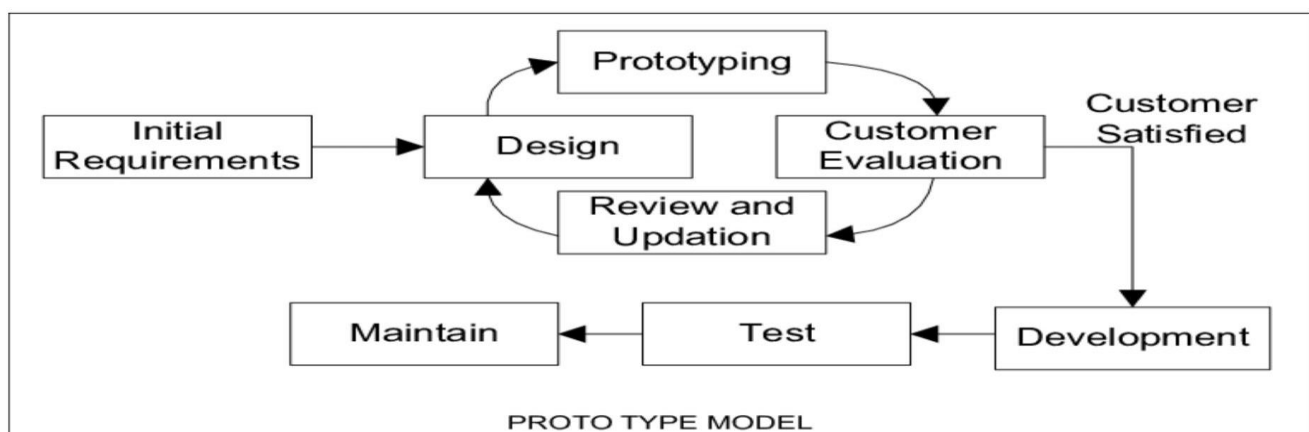 Prototyping
Customer
Satisfied
Initial
Requirements
Design
Customer
Evaluation
Review and
Updation
Maintain
Test
Development
PROTO TYPE MODEL